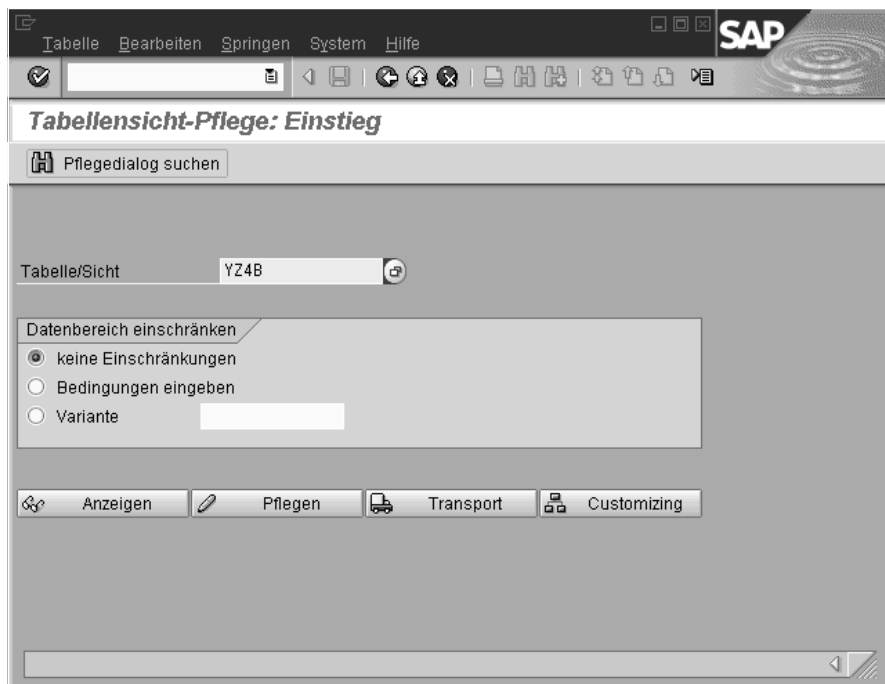 Tabelle Bearbeiten Springen System Hilfe
SAP
Tabellensicht-Pflege: Einstieg
Pflegedialog suchen
Tabelle/Sicht YZ4B
Datenbereich einschränken
keine Einschränkungen
Bedingungen eingeben
Variante
Anzeigen Pflegen Transport Customizing